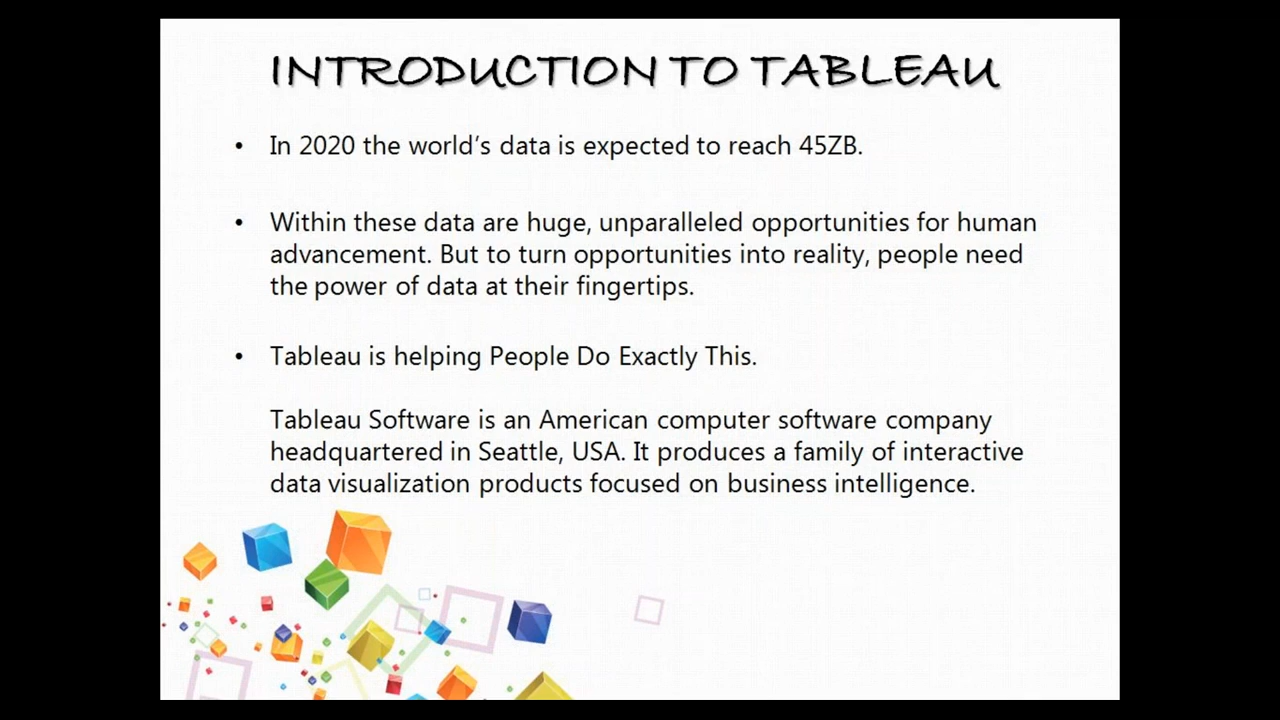 INTRODUCTION TO TABLEAU
• In 2020 the world's data is expected to reach 45ZB.
• Within these data are huge, unparalleled opportunities for human
advancement. But to turn opportunities into reality, people need
the power of data at their fingertips.
• Tableau is helping People Do Exactly This.
Tableau Software is an American computer software company
headquartered in Seattle, USA. It produces a family of interactive
data visualization products focused on business intelligence.